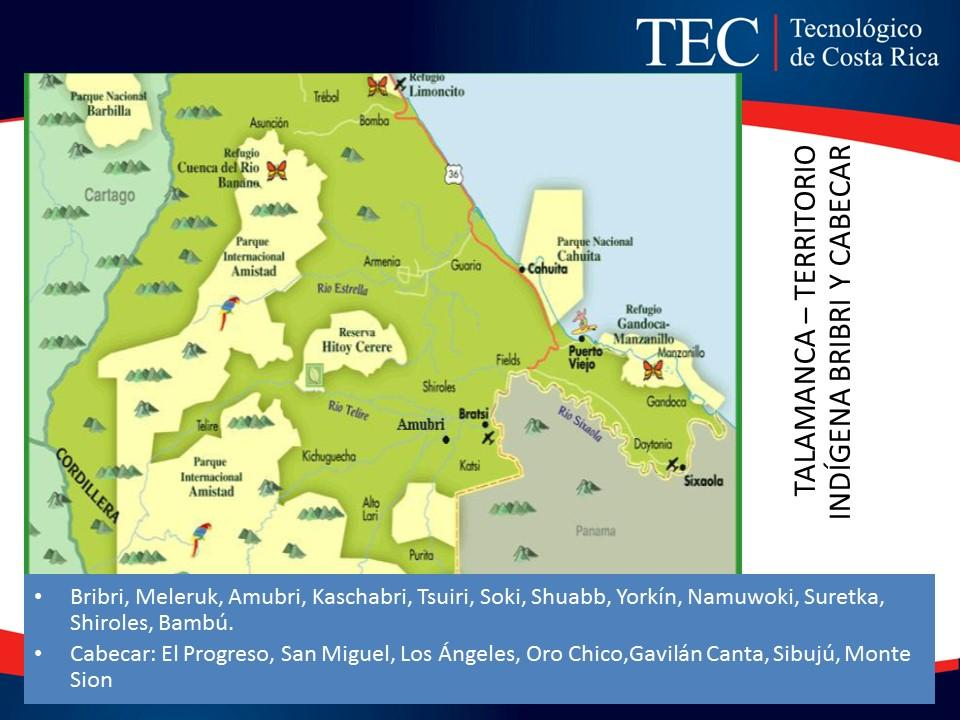 TEC
Tecnológico
de Costa Rica
Refugio
Limoncito
Parque Nacional
Barbilla
Trébol
Bomba
Asunción
Refugio
Cuenca del Rio
Banano
36
Cartago
Parque
Internacional
Amistad
Armenia
Guaria
Parque Nacional
Cahuita
Cahuita
Río Estrella
Reserva
Hitoy Cerere
Refugio
Gandoca-
Manzanillo
Puerto
Viejo
Manzanillo
Fields
Shiroles
Gandoca
Río Telire
Bratsi
Río Sixaola
Telire
Amubri
Daytonia
Kichuguecha
Katsi
Sixaola
CORDILLERA
Parque
Internacional
Amistad
Alto
Lari
Panama
Purita
TALAMANCA – TERRITORIO
INDÍGENA BRIBRI Y CABECAR
• Bribri, Meleruk, Amubri, Kaschabri, Tsuiri, Soki, Shuabb, Yorkín, Namuwoki, Suretka,
Shiroles, Bambú.
• Cabecar: El Progreso, San Miguel, Los Ángeles, Oro Chico,Gavilán Canta, Sibujú, Monte
Sion